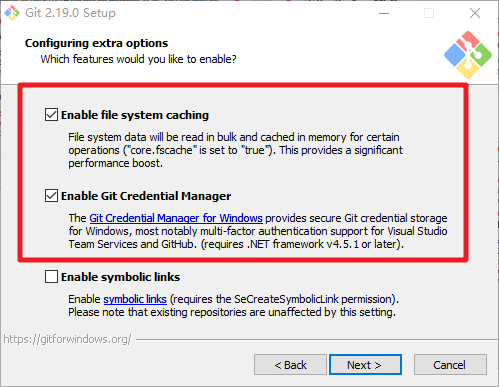 Git 2.19.0 Setup
Configuring extra options
Which features would you like to enable?
Enable file system caching
File system data will be read in bulk and cached in memory for certain
operations ("core.fscache" is set to "true"). This provides a significant
performance boost.
Enable Git Credential Manager
The Git Credential Manager for Windows provides secure Git credential storage
for Windows, most notably multi-factor authentication support for Visual Studio
Team Services and GitHub. (requires .NET framework v4.5.1 or later).
Enable symbolic links
Enable symbolic links (requires the SeCreateSymbolicLink permission).
Please note that existing repositories are unaffected by this setting.
https://gitforwindows.org/
< Back
Next >
Cancel